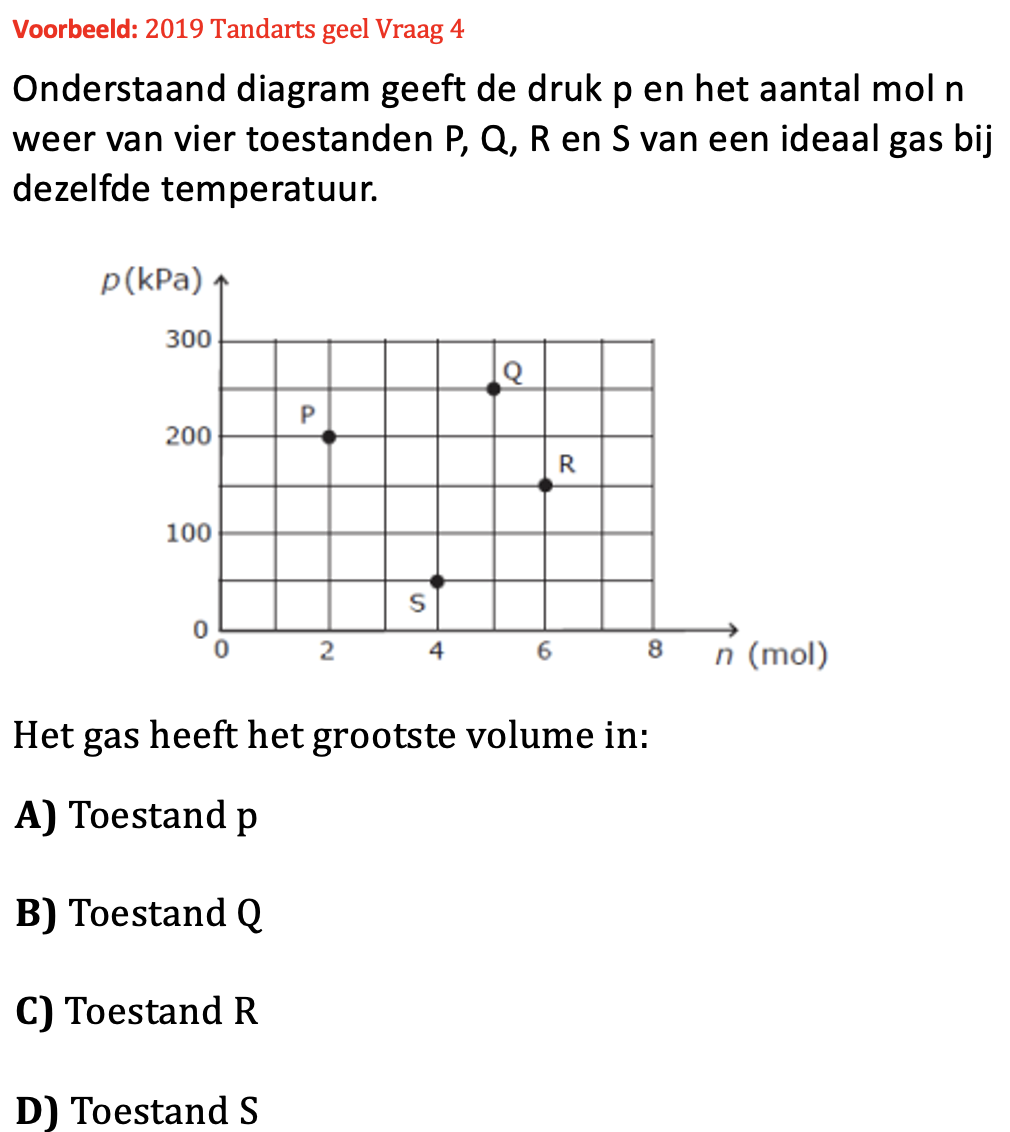 Voorbeeld: 2019 Tandarts geel Vraag 4
Onderstaand diagram geeft de druk p en het aantal mol n
weer van vier toestanden P, Q, R en S van een ideaal gas bij
dezelfde temperatuur.
p(kPa)
300
Q
P
200
R
100
S
0
0 2 4 6 8 n (mol)
Het gas heeft het grootste volume in:
A) Toestand p
B) Toestand Q
C) Toestand R
D) Toestand S